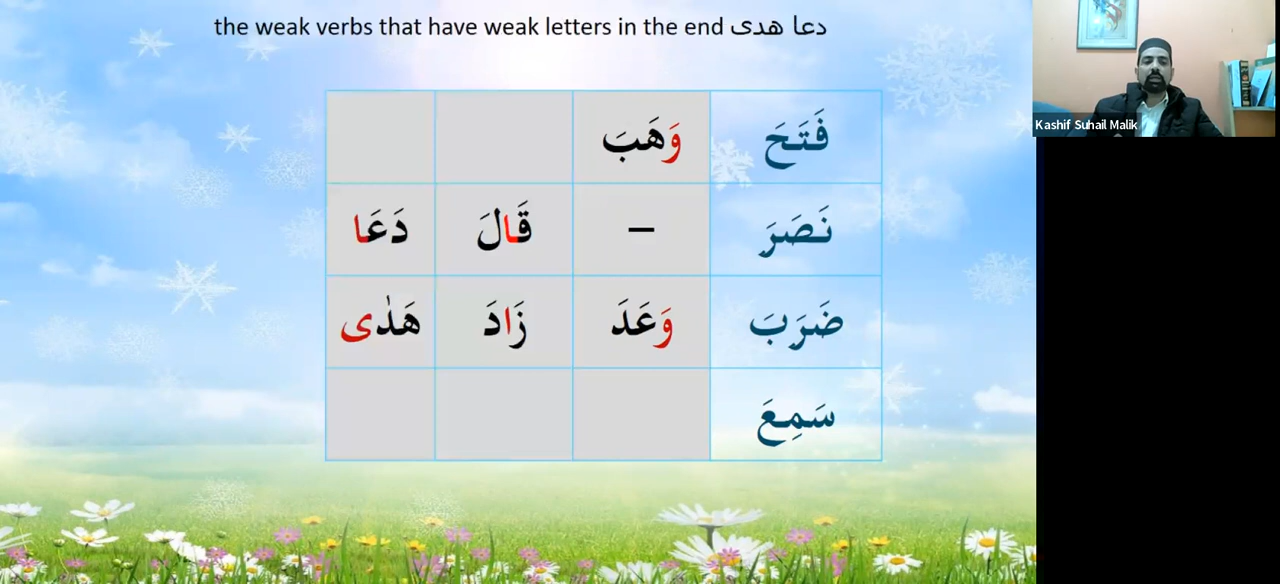 the weak verbs that have weak letters in the end دعا هدى
فَتَحَ وَهَبَ
نَصَرَ – قَالَ دَعَا
ضَرَبَ وَعَدَ زَادَ هَدٰى
سَمِعَ
Kashif Suhail Malik